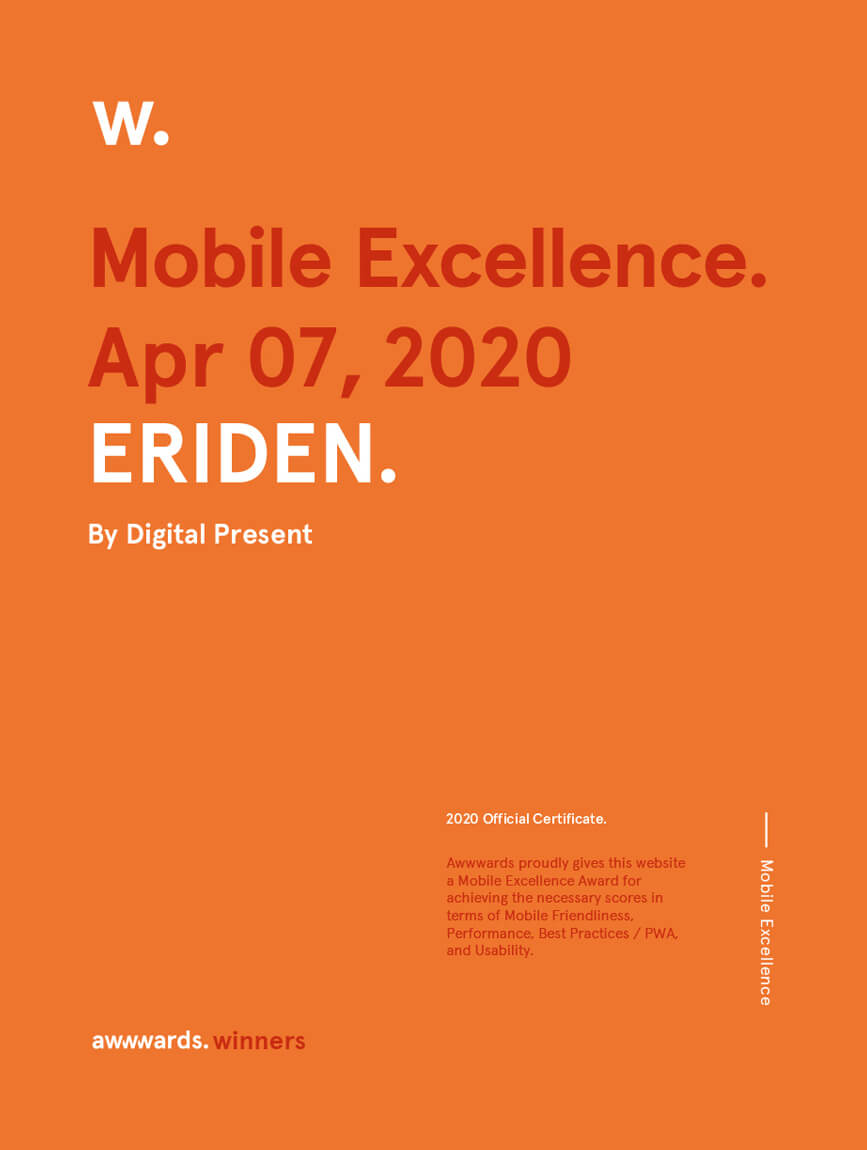 w.
Mobile Excellence.
Apr 07, 2020
ERIDEN.
By Digital Present
2020 Official Certificate.
Awwwards proudly gives this website
a Mobile Excellence Award for
achieving the necessary scores in
terms of Mobile Friendliness,
Performance, Best Practices / PWA,
and Usability.
Mobile Excellence
awwwards. winners